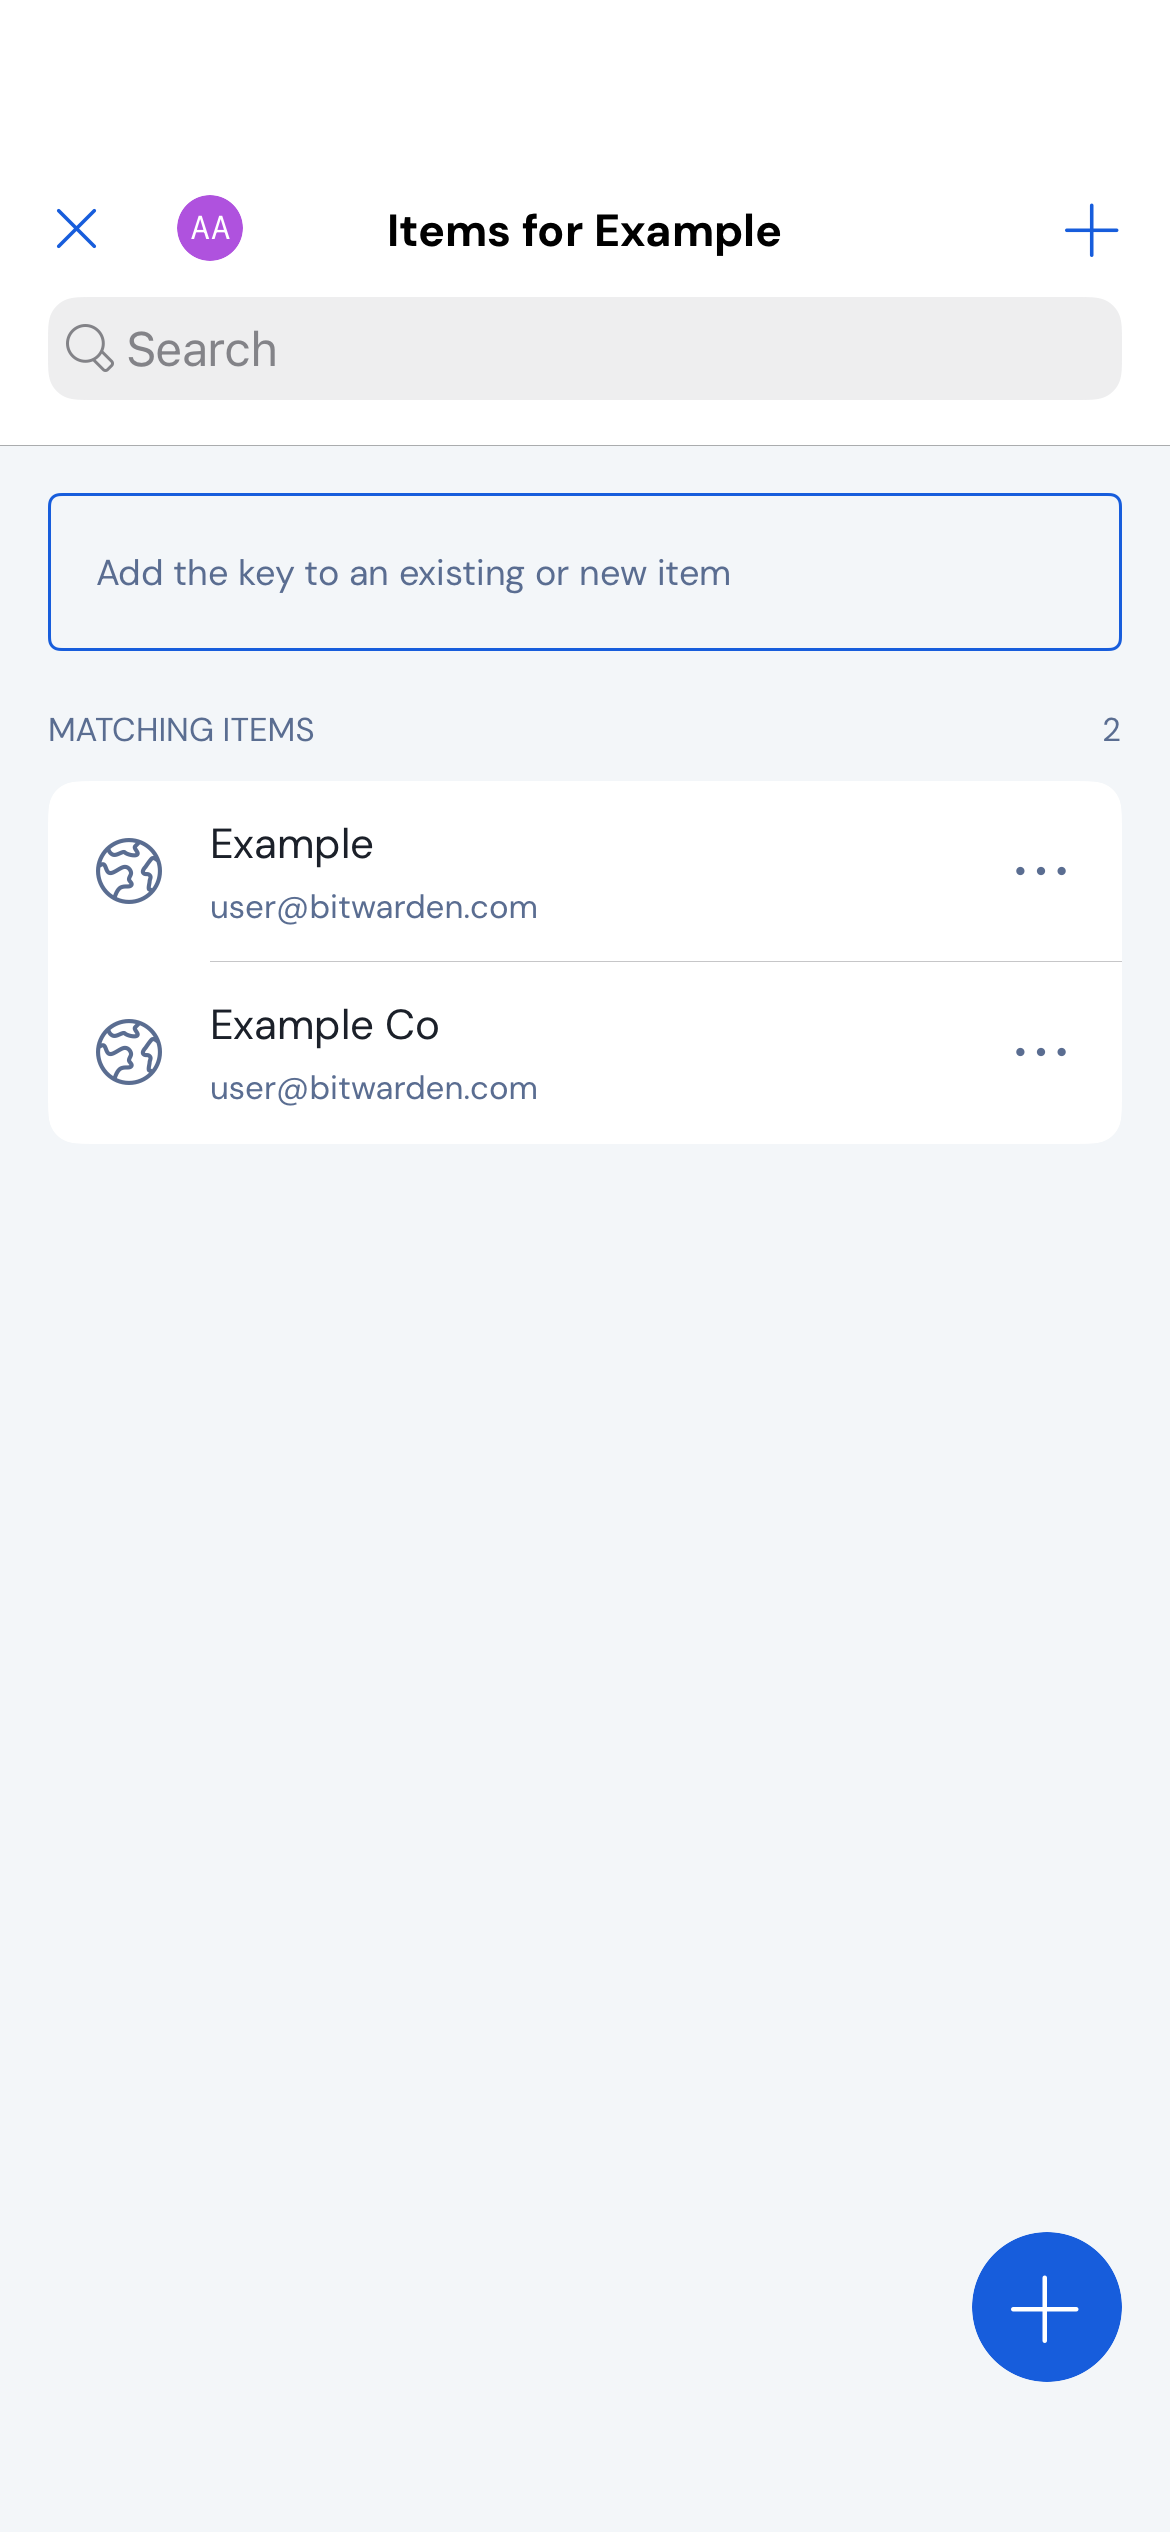 AA
Items for Example
Search
Add the key to an existing or new item
MATCHING ITEMS 2
Example
user@bitwarden.com
Example Co
user@bitwarden.com